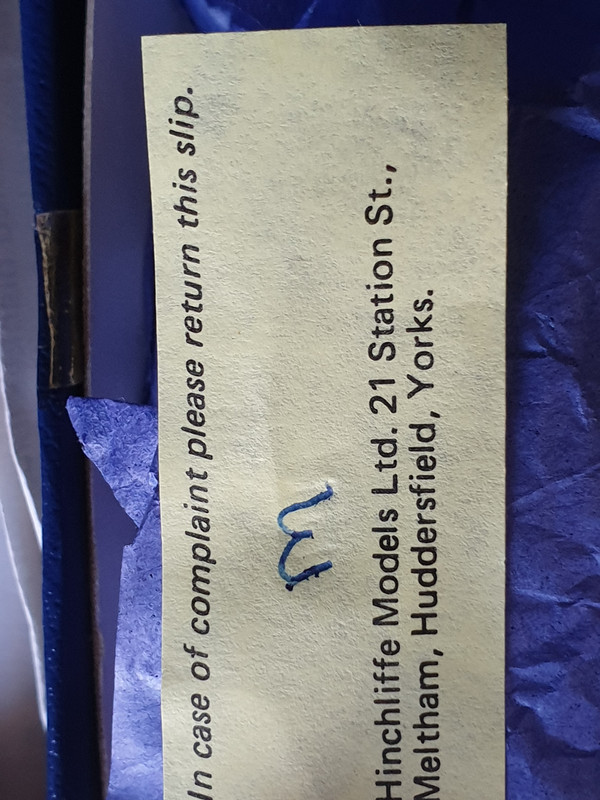 In case of complaint please return this slip.
m
Hinchliffe Models Ltd. 21 Station St.,
Meltham, Huddersfield, Yorks.